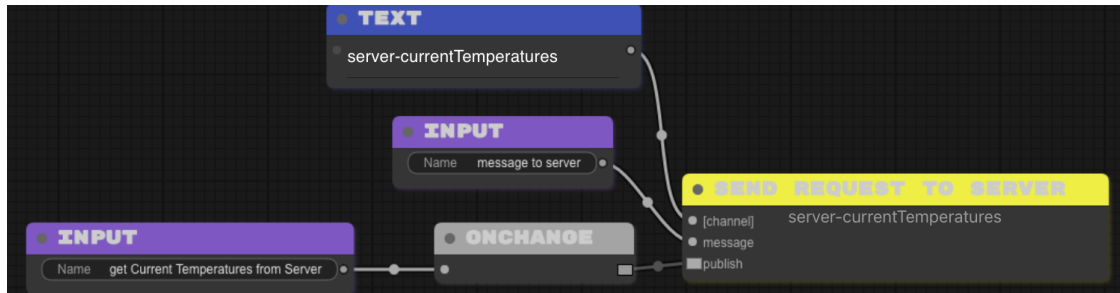 TEXT
server-currentTemperatures
INPUT
Name message to server
SEND REQUEST TO SERVER
[channel] server-currentTemperatures
message
publish
INPUT
Name get Current Temperatures from Server
ONCHANGE